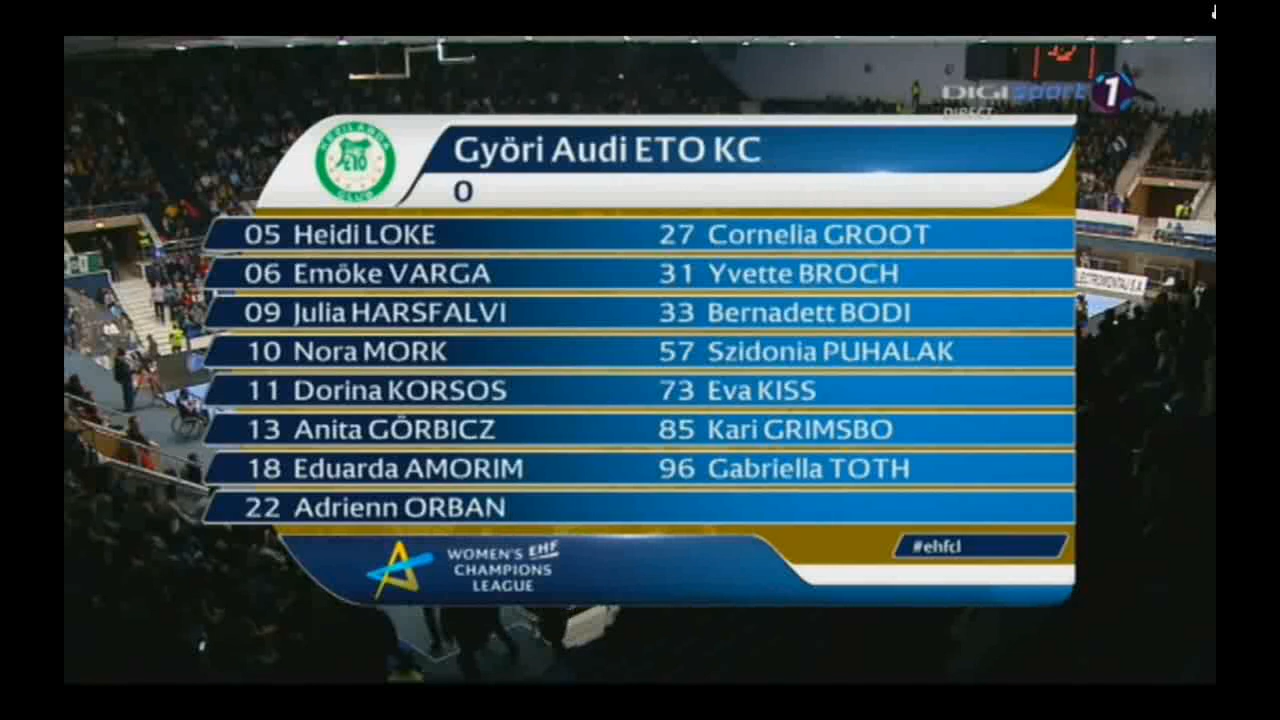 DIGI sport 1
DIRECT
Györi Audi ETO KC
ETO
0
05 Heidi LOKE
27 Cornelia GROOT
06 Emöke VARGA
31 Yvette BROCH
09 Julia HARSFALVI
33 Bernadett BODI
10 Nora MORK
57 Szidonia PUHALAK
11 Dorina KORSOS
73 Eva KISS
13 Anita GÖRBICZ
85 Kari GRIMSBO
18 Eduarda AMORIM
96 Gabriella TOTH
22 Adrienn ORBAN
WOMEN'S EHF
CHAMPIONS
LEAGUE
#ehfcl